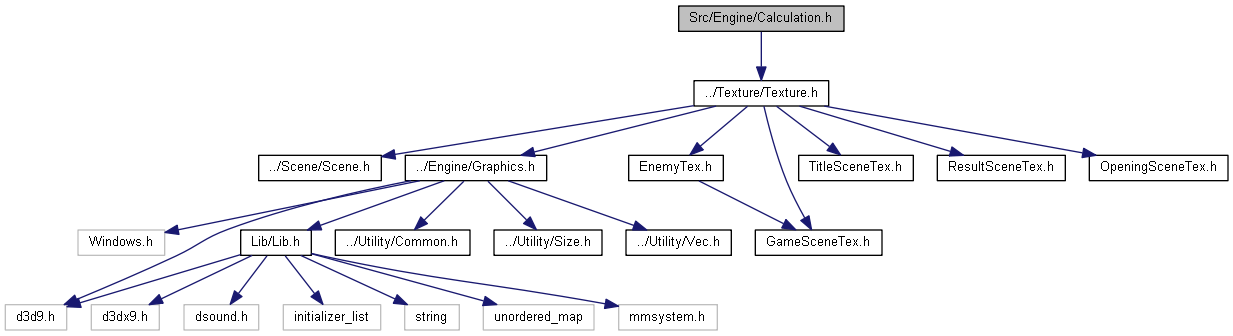 Src/Engine/Calculation.h
../Texture/Texture.h
../Scene/Scene.h
../Engine/Graphics.h
EnemyTex.h
TitleSceneTex.h
ResultSceneTex.h
OpeningSceneTex.h
Windows.h
Lib/Lib.h
../Utility/Common.h
../Utility/Size.h
../Utility/Vec.h
GameSceneTex.h
d3d9.h
d3dx9.h
dsound.h
initializer_list
string
unordered_map
mmsystem.h